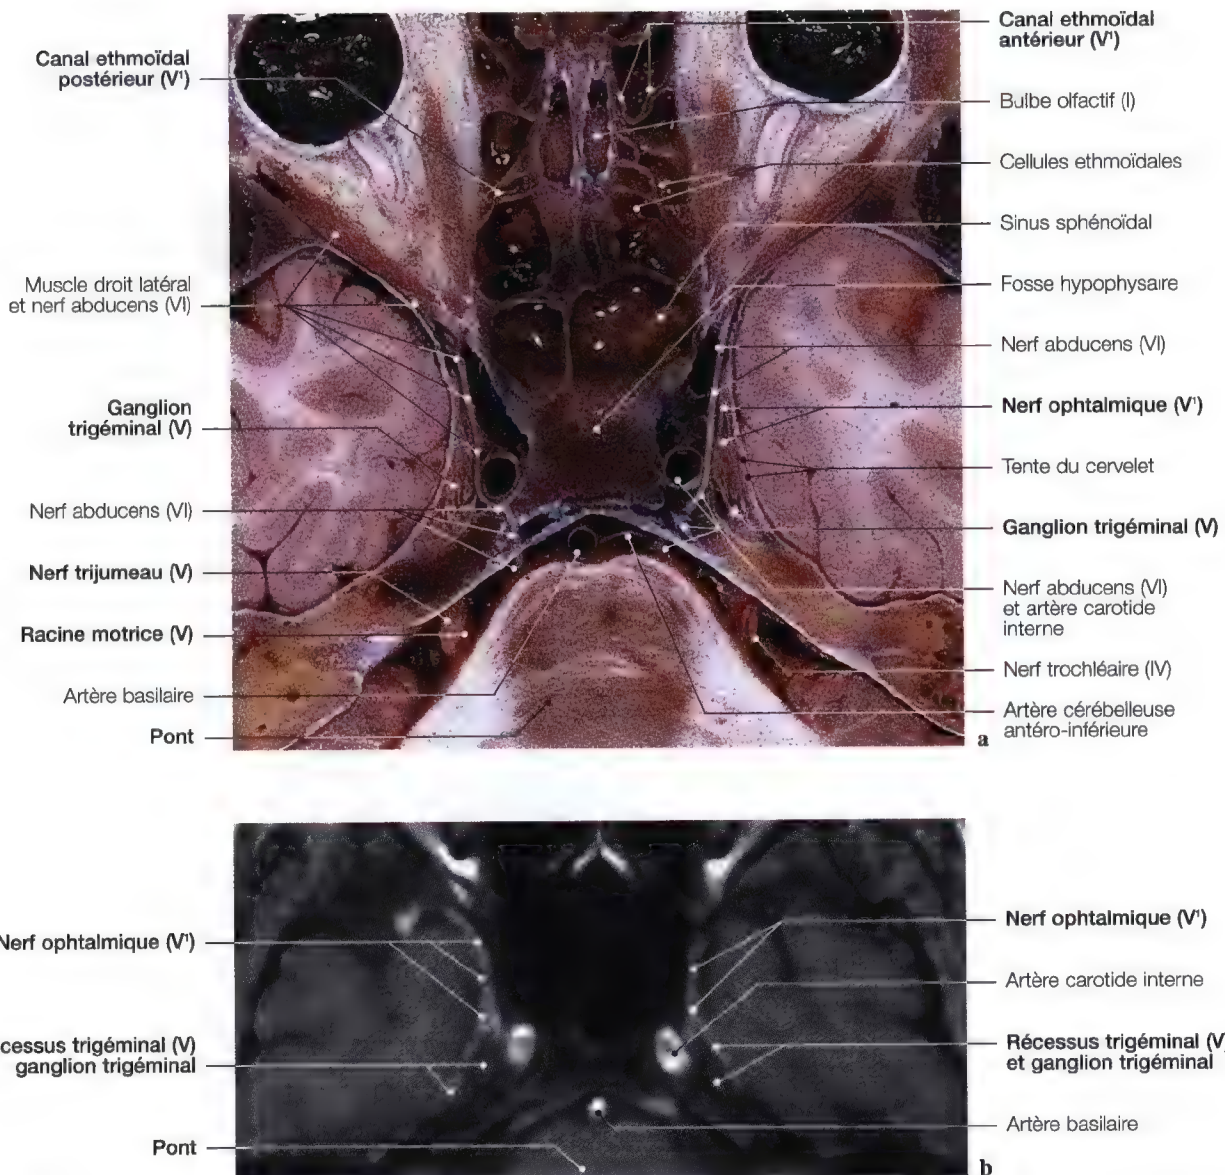 Canal ethmoïdal
postérieur (V¹)
Muscle droit latéral
et nerf abducens (VI)
Ganglion
trigéminal (V)
Nerf abducens (VI)
Nerf trijumeau (V)
Racine motrice (V)
Artère basilaire
Pont
Canal ethmoïdal
antérieur (V¹)
Bulbe olfactif (I)
Cellules ethmoïdales
Sinus sphénoïdal
Fosse hypophysaire
Nerf abducens (VI)
Nerf ophtalmique (V¹)
Tente du cervelet
Ganglion trigéminal (V)
Nerf abducens (VI)
et artère carotide
interne
Nerf trochléaire (IV)
Artère cérébelleuse
antéro-inférieure
a
Nerf ophtalmique (V¹)
cessus trigéminal (V)
ganglion trigéminal
Pont
Nerf ophtalmique (V¹)
Artère carotide interne
Récessus trigéminal (V
et ganglion trigéminal
Artère basilaire
b